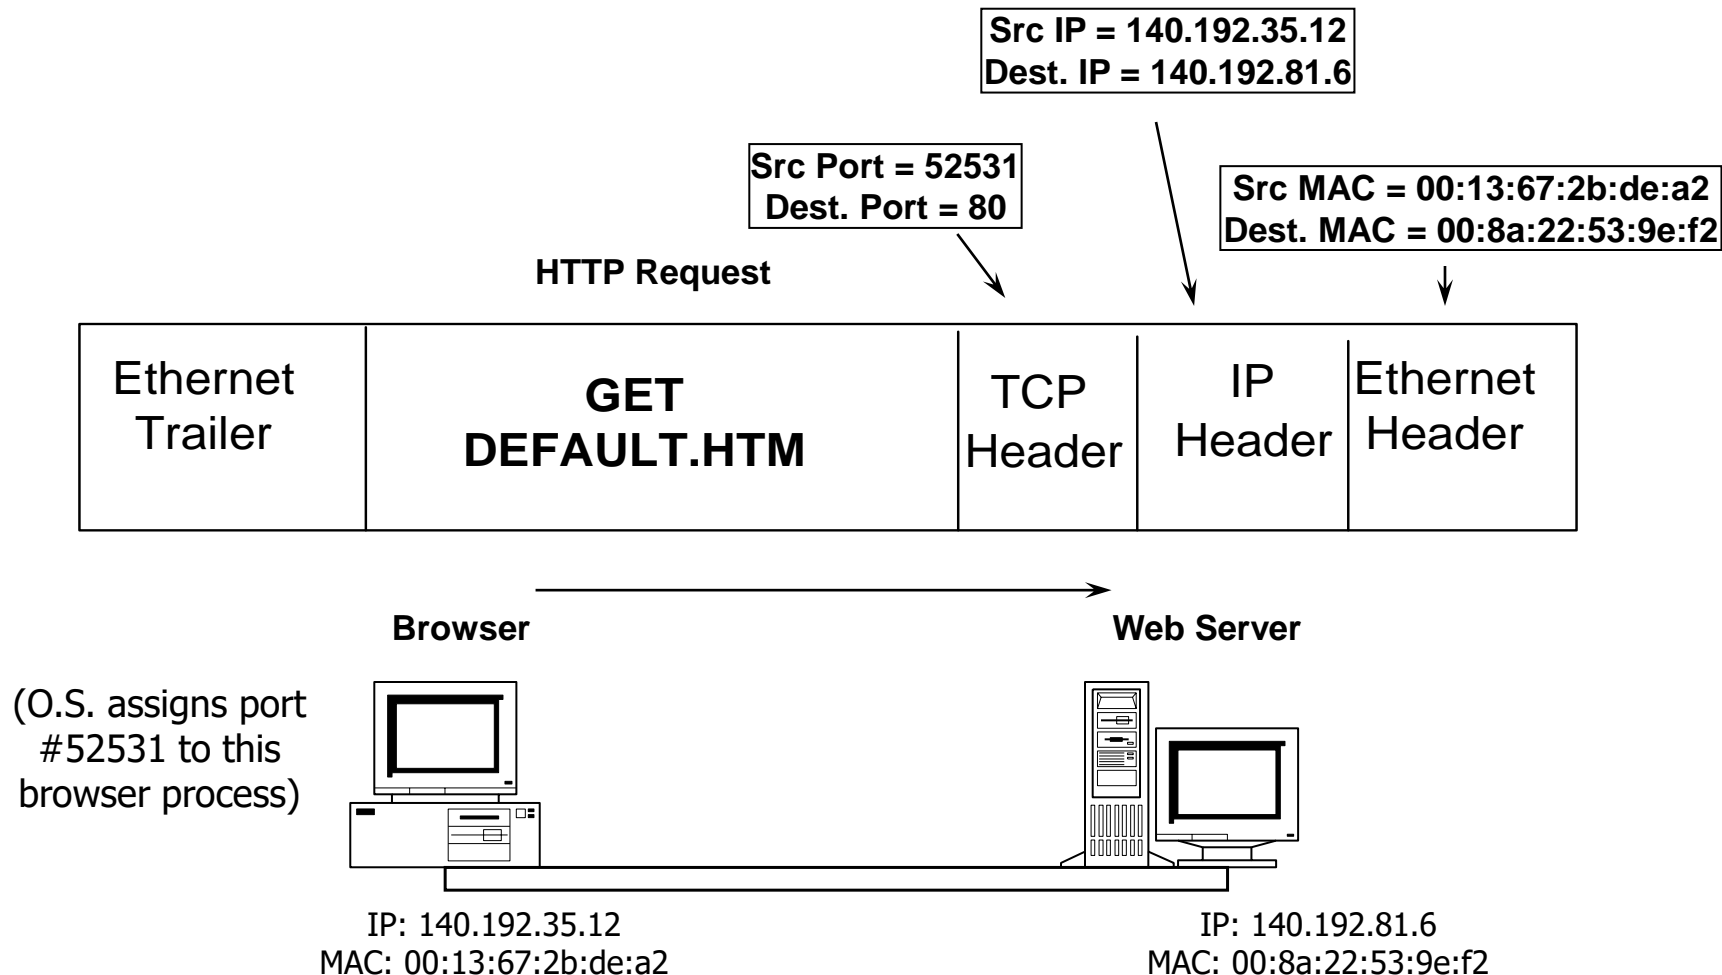 Src IP = 140.192.35.12
Dest. IP = 140.192.81.6
Src Port = 52531
Dest. Port = 80
Src MAC = 00:13:67:2b:de:a2
Dest. MAC = 00:8a:22:53:9e:f2
HTTP Request
Ethernet
Trailer
GET
DEFAULT.HTM
TCP
Header
IP
Header
Ethernet
Header
Browser
Web Server
(O.S. assigns port
#52531 to this
browser process)
IP: 140.192.35.12
MAC: 00:13:67:2b:de:a2
IP: 140.192.81.6
MAC: 00:8a:22:53:9e:f2